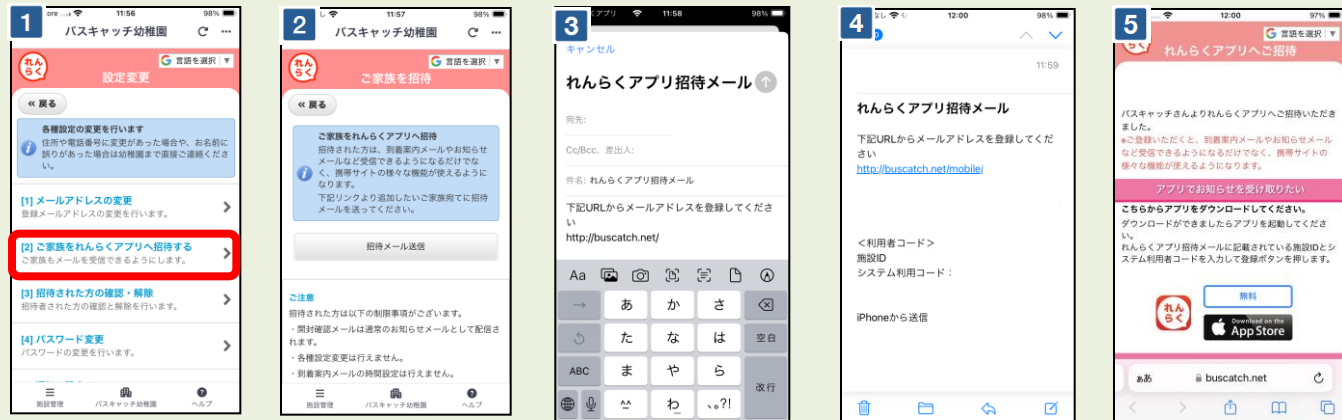 1
11:56
98%
バスキャッチ幼稚園
れんらく
G 言語を選択 ▼
設定変更
« 戻る
各種設定の変更を行います
住所や電話番号に変更があった場合や、お名前に
誤りがあった場合は幼稚園まで直接ご連絡くださ
い。
[1] メールアドレスの変更
登録メールアドレスの変更を行います。
[2] ご家族をれんらくアプリへ招待する
ご家族もメールを受信できるようにします。
[3] 招待された方の確認・解除
招待者された方の確認と解除を行います。
[4] パスワード変更
パスワードの変更を行います。
施設管理 バスキャッチ幼稚園 ヘルプ
2
11:57
98%
バスキャッチ幼稚園
れんらく
G 言語を選択 ▼
ご家族を招待
« 戻る
ご家族をれんらくアプリへ招待
招待された方は、到着案内メールやお知らせ
メールなど受信できるようになるだけでな
く、携帯サイトの様々な機能が使えるように
なります。
下記リンクより追加したいご家族宛てに招待
メールを送ってください。
招待メール送信
ご注意
招待された方は以下の制限事項がございます。
・開封確認メールは通常のお知らせメールとして配信さ
れます。
・各種設定変更は行えません。
・到着案内メールの時間設定は行えません。
施設管理 バスキャッチ幼稚園 ヘルプ
3
アプリ
11:58
98%
キャンセル
れんらくアプリ招待メール
宛先:
Cc/Bcc、差出人:
件名: れんらくアプリ招待メール
下記URLからメールアドレスを登録してくださ
い
http://buscatch.net/
Aa
→ あ か さ
た な は 空白
ABC ま や ら 改行
^^ わ 、。?!
4
12:00
98%
11:59
れんらくアプリ招待メール
下記URLからメールアドレスを登録してくだ
さい
http://buscatch.net/mobile/
<利用者コード>
施設ID
システム利用コード：
iPhoneから送信
5
12:00
97%
G 言語を選択 ▼
れんらくアプリへご招待
バスキャッチさんよりれんらくアプリへご招待いただき
ました。
※ご登録いただくと、到着案内メールやお知らせメール
など受信できるようになるだけでなく、携帯サイトの
様々な機能が使えるようになります。
アプリでお知らせを受け取りたい
こちらからアプリをダウンロードしてください。
ダウンロードができましたらアプリを起動してくださ
い。
れんらくアプリ招待メールに記載されている施設IDとシ
ステム利用者コードを入力して登録ボタンを押します。
れんらく
無料
Download on the
App Store
ぁあ buscatch.net